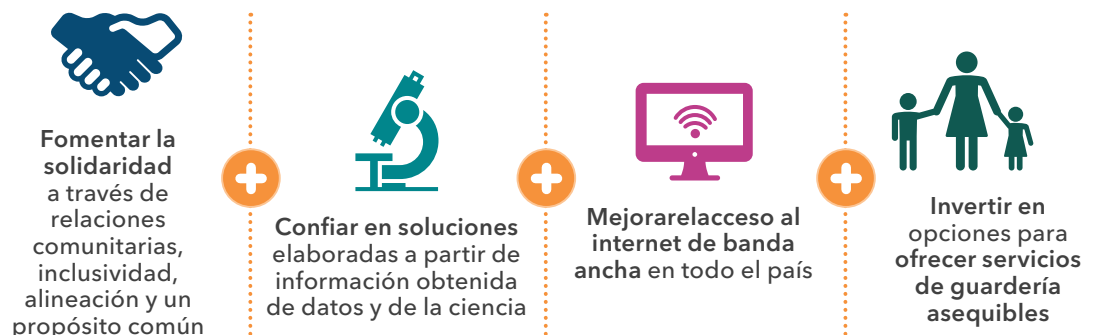 Fomentar la
solidaridad
a través de
relaciones
comunitarias,
inclusividad,
alineación y un
propósito común
Confiar en soluciones
elaboradas a partir de
información obtenida
de datos y de la ciencia
Mejorarelacceso al
internet de banda
ancha en todo el país
Invertir en
opciones para
ofrecer servicios
de guardería
asequibles